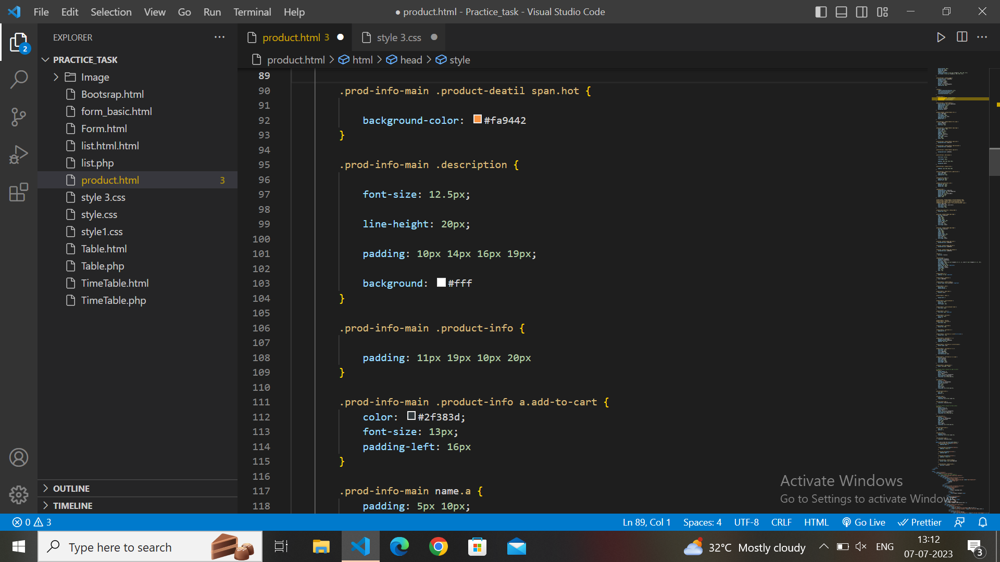 File Edit Selection View Go Run Terminal Help
● product.html - Practice_task - Visual Studio Code
2
EXPLORER
PRACTICE_TASK
Image
Bootsrap.html
form_basic.html
Form.html
list.html.html
list.php
product.html 3
style 3.css
style.css
style1.css
Table.html
Table.php
TimeTable.html
TimeTable.php
OUTLINE
TIMELINE
product.html 3 ●
style 3.css ●
product.html > html > head > style
89
90 .prod-info-main .product-deatil span.hot {
91
92 background-color: #fa9442
93 }
94
95 .prod-info-main .description {
96
97 font-size: 12.5px;
98
99 line-height: 20px;
100
101 padding: 10px 14px 16px 19px;
102
103 background: #fff
104 }
105
106 .prod-info-main .product-info {
107
108 padding: 11px 19px 10px 20px
109 }
110
111 .prod-info-main .product-info a.add-to-cart {
112 color: #2f383d;
113 font-size: 13px;
114 padding-left: 16px
115 }
116
117 .prod-info-main name.a {
118 padding: 5px 10px;
Activate Windows
Go to Settings to activate Windows.
0 3
Ln 89, Col 1 Spaces: 4 UTF-8 CRLF HTML Go Live Prettier
Type here to search
32°C Mostly cloudy
ENG
13:12
07-07-2023
3